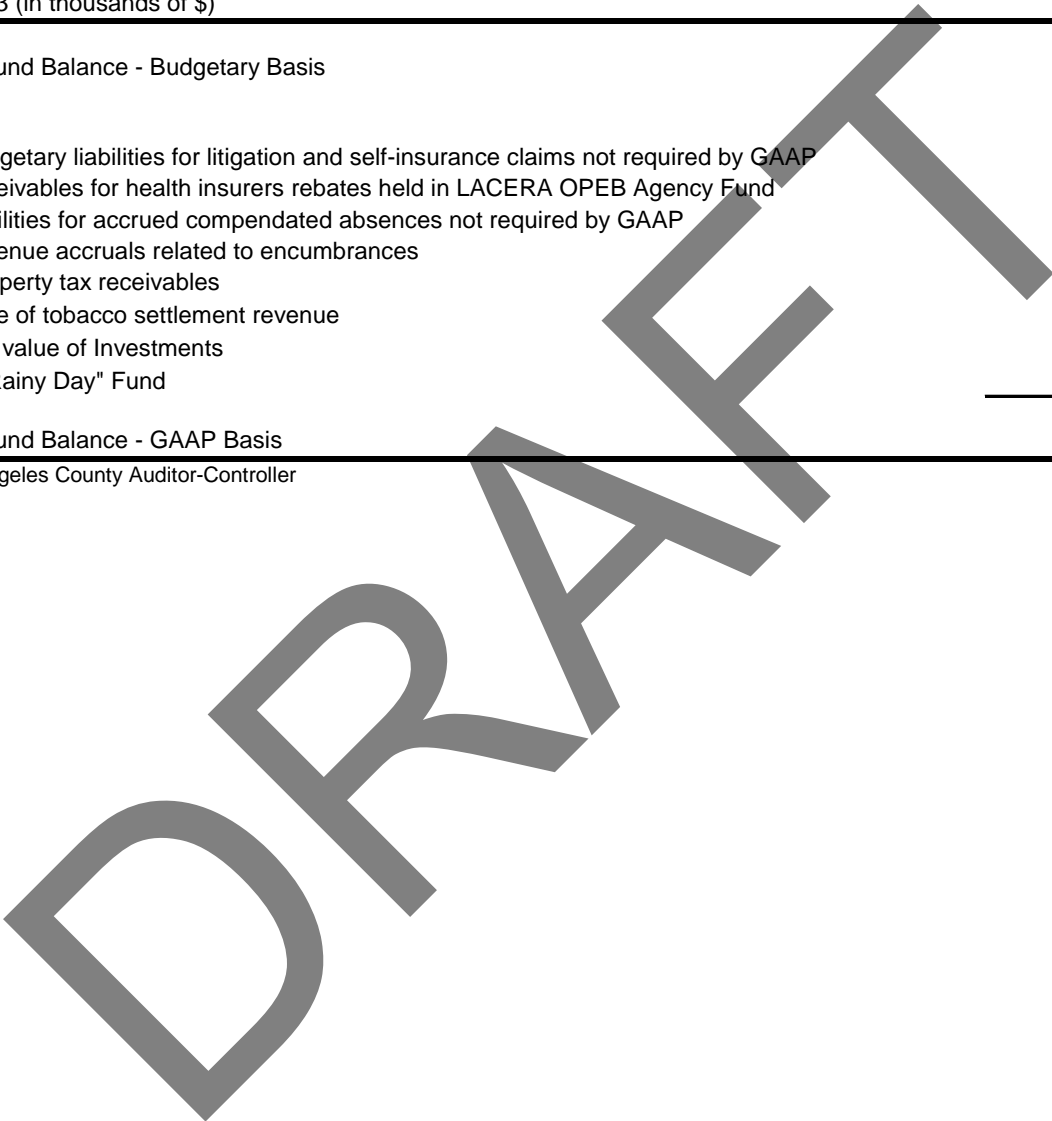 3 (in thousands of $)
und Balance - Budgetary Basis
getary liabilities for litigation and self-insurance claims not required by GAAP
eivables for health insurers rebates held in LACERA OPEB Agency Fund
ilities for accrued compendated absences not required by GAAP
enue accruals related to encumbrances
perty tax receivables
e of tobacco settlement revenue
value of Investments
ainy Day" Fund
und Balance - GAAP Basis
geles County Auditor-Controller
DRAFT